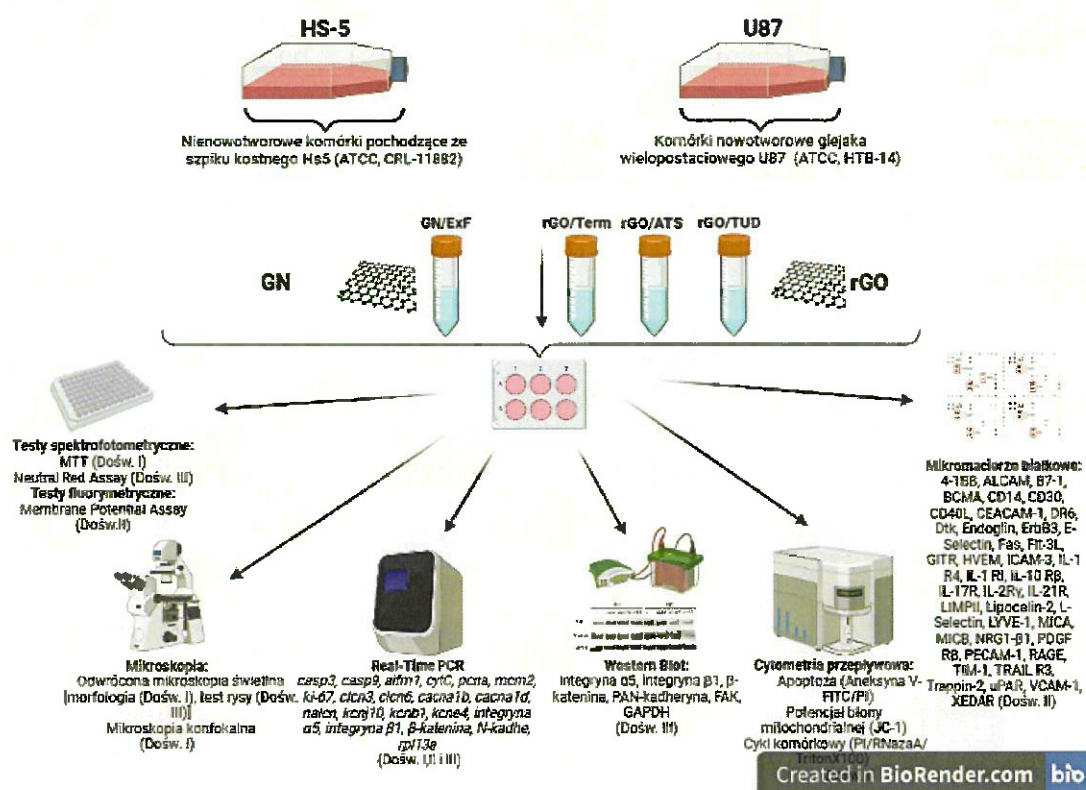 HS-5
U87
Nienowotworowe komórki pochodzące ze
szpiku kostnego Hs5 (ATCC, CRL-11882)
Komórki nowotworowe glejaka
wielopostaciowego U87 (ATCC, HTB-14)
GN/ExF
rGO/Term
rGO/ATS
rGO/TUD
GN
rGO
Testy spektrofotometryczne:
MTT (Dośw. I)
Neutral Red Assay (Dośw. III)
Testy fluorymetryczne:
Membrane Potential Assay
(Dośw.II)
Mikromacierze białkowe:
4-1BB, ALCAM, B7-1,
BCMA, CD14, CD30,
CD40L, CEACAM-1, DR6,
Dtk, Endoglin, ErbB3, E-
Selectin, Fas, Flt-3L,
GITR, HVEM, ICAM-3, IL-1
R4, IL-1 RI, IL-10 Rβ,
IL-17R, IL-2Rγ, IL-21R,
LIMPII, Lipocalin-2, L-
Selectin, LYVE-1, MICA,
MICB, NRG1-β1, PDGF
Rβ, PECAM-1, RAGE,
TIM-1, TRAIL R3,
Trappin-2, uPAR, VCAM-1,
XEDAR (Dośw. II)
Mikroskopia:
Odwrócona mikroskopia świetlna
[morfologia (Dośw. I), test rysy (Dośw.
III)]
Mikroskopia konfokalna
(Dośw. I)
Real-Time PCR
casp3, casp9, aifm1, cytC, pcna, mcm2,
ki-67, clcn3, clcn6, cacna1b, cacna1d,
nalcn, kcnj10, kcnb1, kcne4, integryna
α5, integryna β1, β-katenina, N-kadhe,
rpl13a
(Dośw. I,II i III)
Western Blot:
Integryna α5, integryna β1, β-
katenina, PAN-kadheryna, FAK,
GAPDH
(Dośw. III)
Cytometria przepływowa:
Apoptoza (Aneksyna V-
FITC/PI)
Potencjał błony
mitochondrialnej (JC-1)
Cykl komórkowy (PI/RNazaA/
TritonX100)
Created in BioRender.com bio